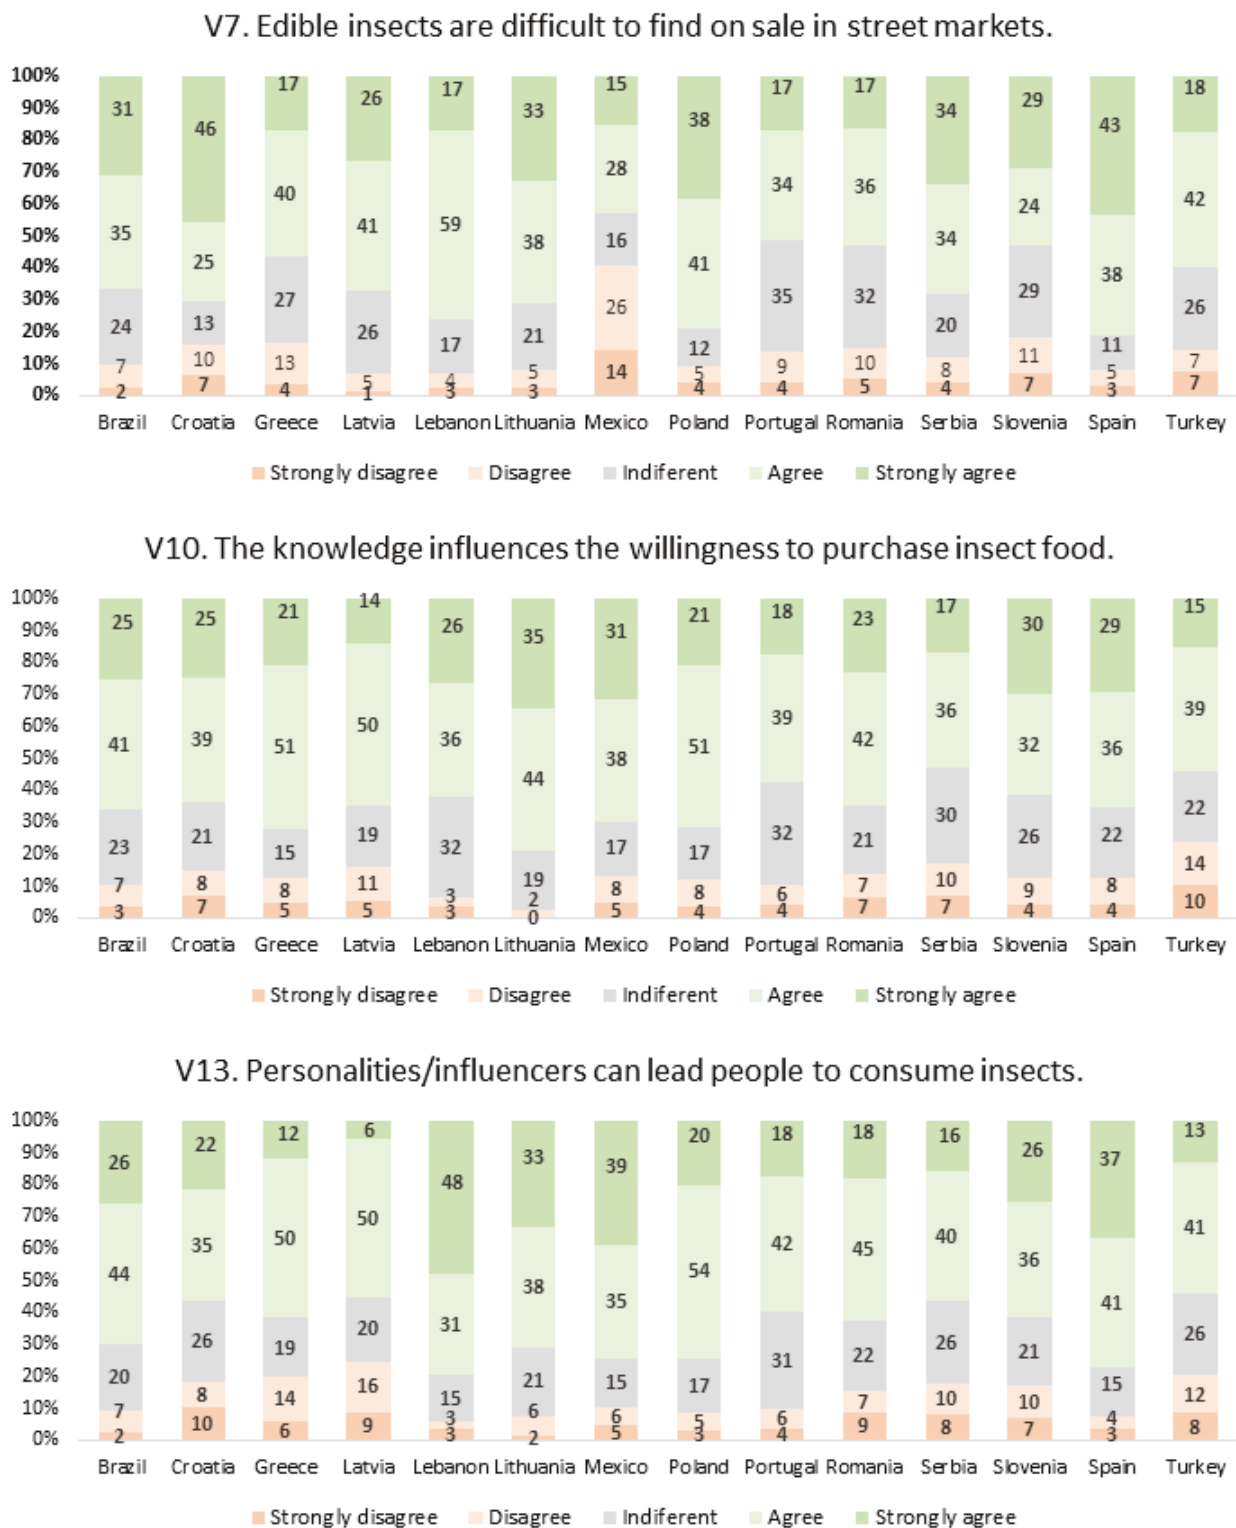 V7. Edible insects are difficult to find on sale in street markets.
100%
90%
80%
70%
60%
50%
40%
30%
20%
10%
0%
31 46 17 26 17 33 15 38 17 17 34 29 43 18
35 25 40 41 59 38 28 41 34 36 34 24 38 42
24 13 27 26 17 21 16 12 35 32 20 29 11 26
7 10 13 5 4 5 26 5 9 10 8 11 5 7
2 7 4 1 3 3 14 4 4 5 4 7 3 7
Brazil Croatia Greece Latvia Lebanon Lithuania Mexico Poland Portugal Romania Serbia Slovenia Spain Turkey
Strongly disagree Disagree Indiferent Agree Strongly agree
V10. The knowledge influences the willingness to purchase insect food.
100%
90%
80%
70%
60%
50%
40%
30%
20%
10%
0%
25 25 21 14 26 35 31 21 18 23 17 30 29 15
41 39 51 50 36 44 38 51 39 42 36 32 36 39
23 21 15 19 32 19 17 17 32 21 30 26 22 22
7 8 8 11 3 2 8 8 6 7 10 9 8 14
3 7 5 5 3 0 5 4 4 7 7 4 4 10
Brazil Croatia Greece Latvia Lebanon Lithuania Mexico Poland Portugal Romania Serbia Slovenia Spain Turkey
Strongly disagree Disagree Indiferent Agree Strongly agree
V13. Personalities/influencers can lead people to consume insects.
100%
90%
80%
70%
60%
50%
40%
30%
20%
10%
0%
26 22 12 6 48 33 39 20 18 18 16 26 37 13
44 35 50 50 31 38 35 54 42 45 40 36 41 41
20 26 19 20 15 21 15 17 31 22 26 21 15 26
7 8 14 16 3 6 6 5 6 7 10 10 4 12
2 10 6 9 3 2 5 3 4 9 8 7 3 8
Brazil Croatia Greece Latvia Lebanon Lithuania Mexico Poland Portugal Romania Serbia Slovenia Spain Turkey
Strongly disagree Disagree Indiferent Agree Strongly agree